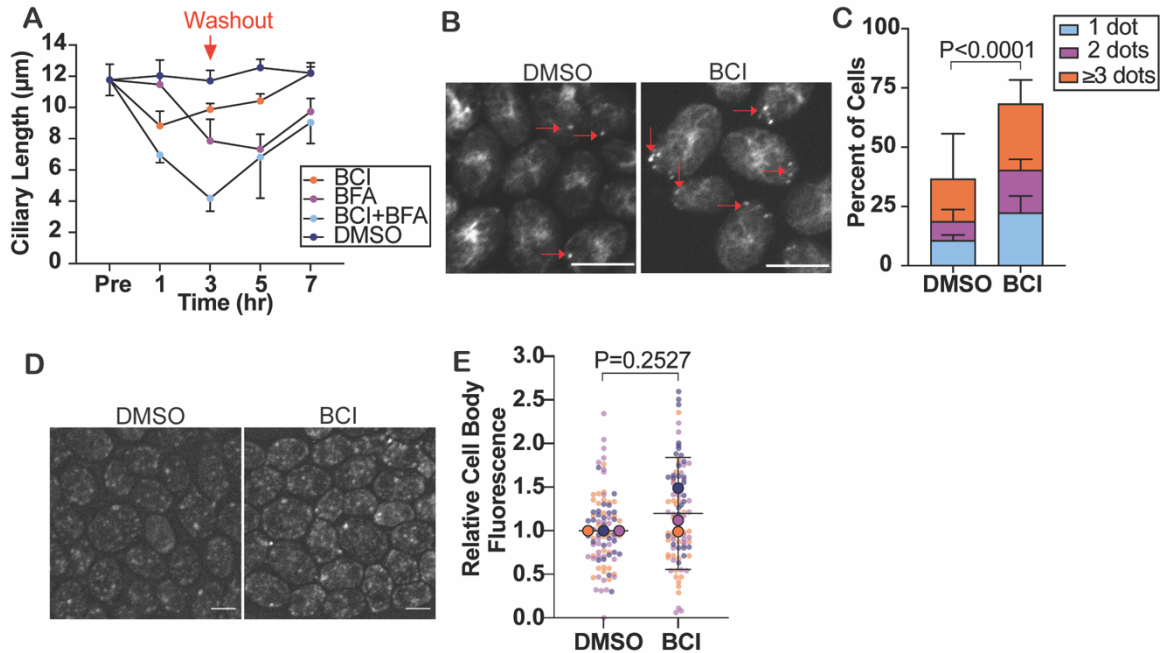 A
Washout
Ciliary Length (µm)
14
12
10
8
6
4
2
0
Pre 1 3 5 7
Time (hr)
BCI
BFA
BCI+BFA
DMSO
B
DMSO BCI
C
Percent of Cells
100
75
50
25
0
P<0.0001
DMSO BCI
1 dot
2 dots
≥3 dots
D
DMSO BCI
E
Relative Cell Body
Fluorescence
3.0
2.5
2.0
1.5
1.0
0.5
0.0
P=0.2527
DMSO BCI